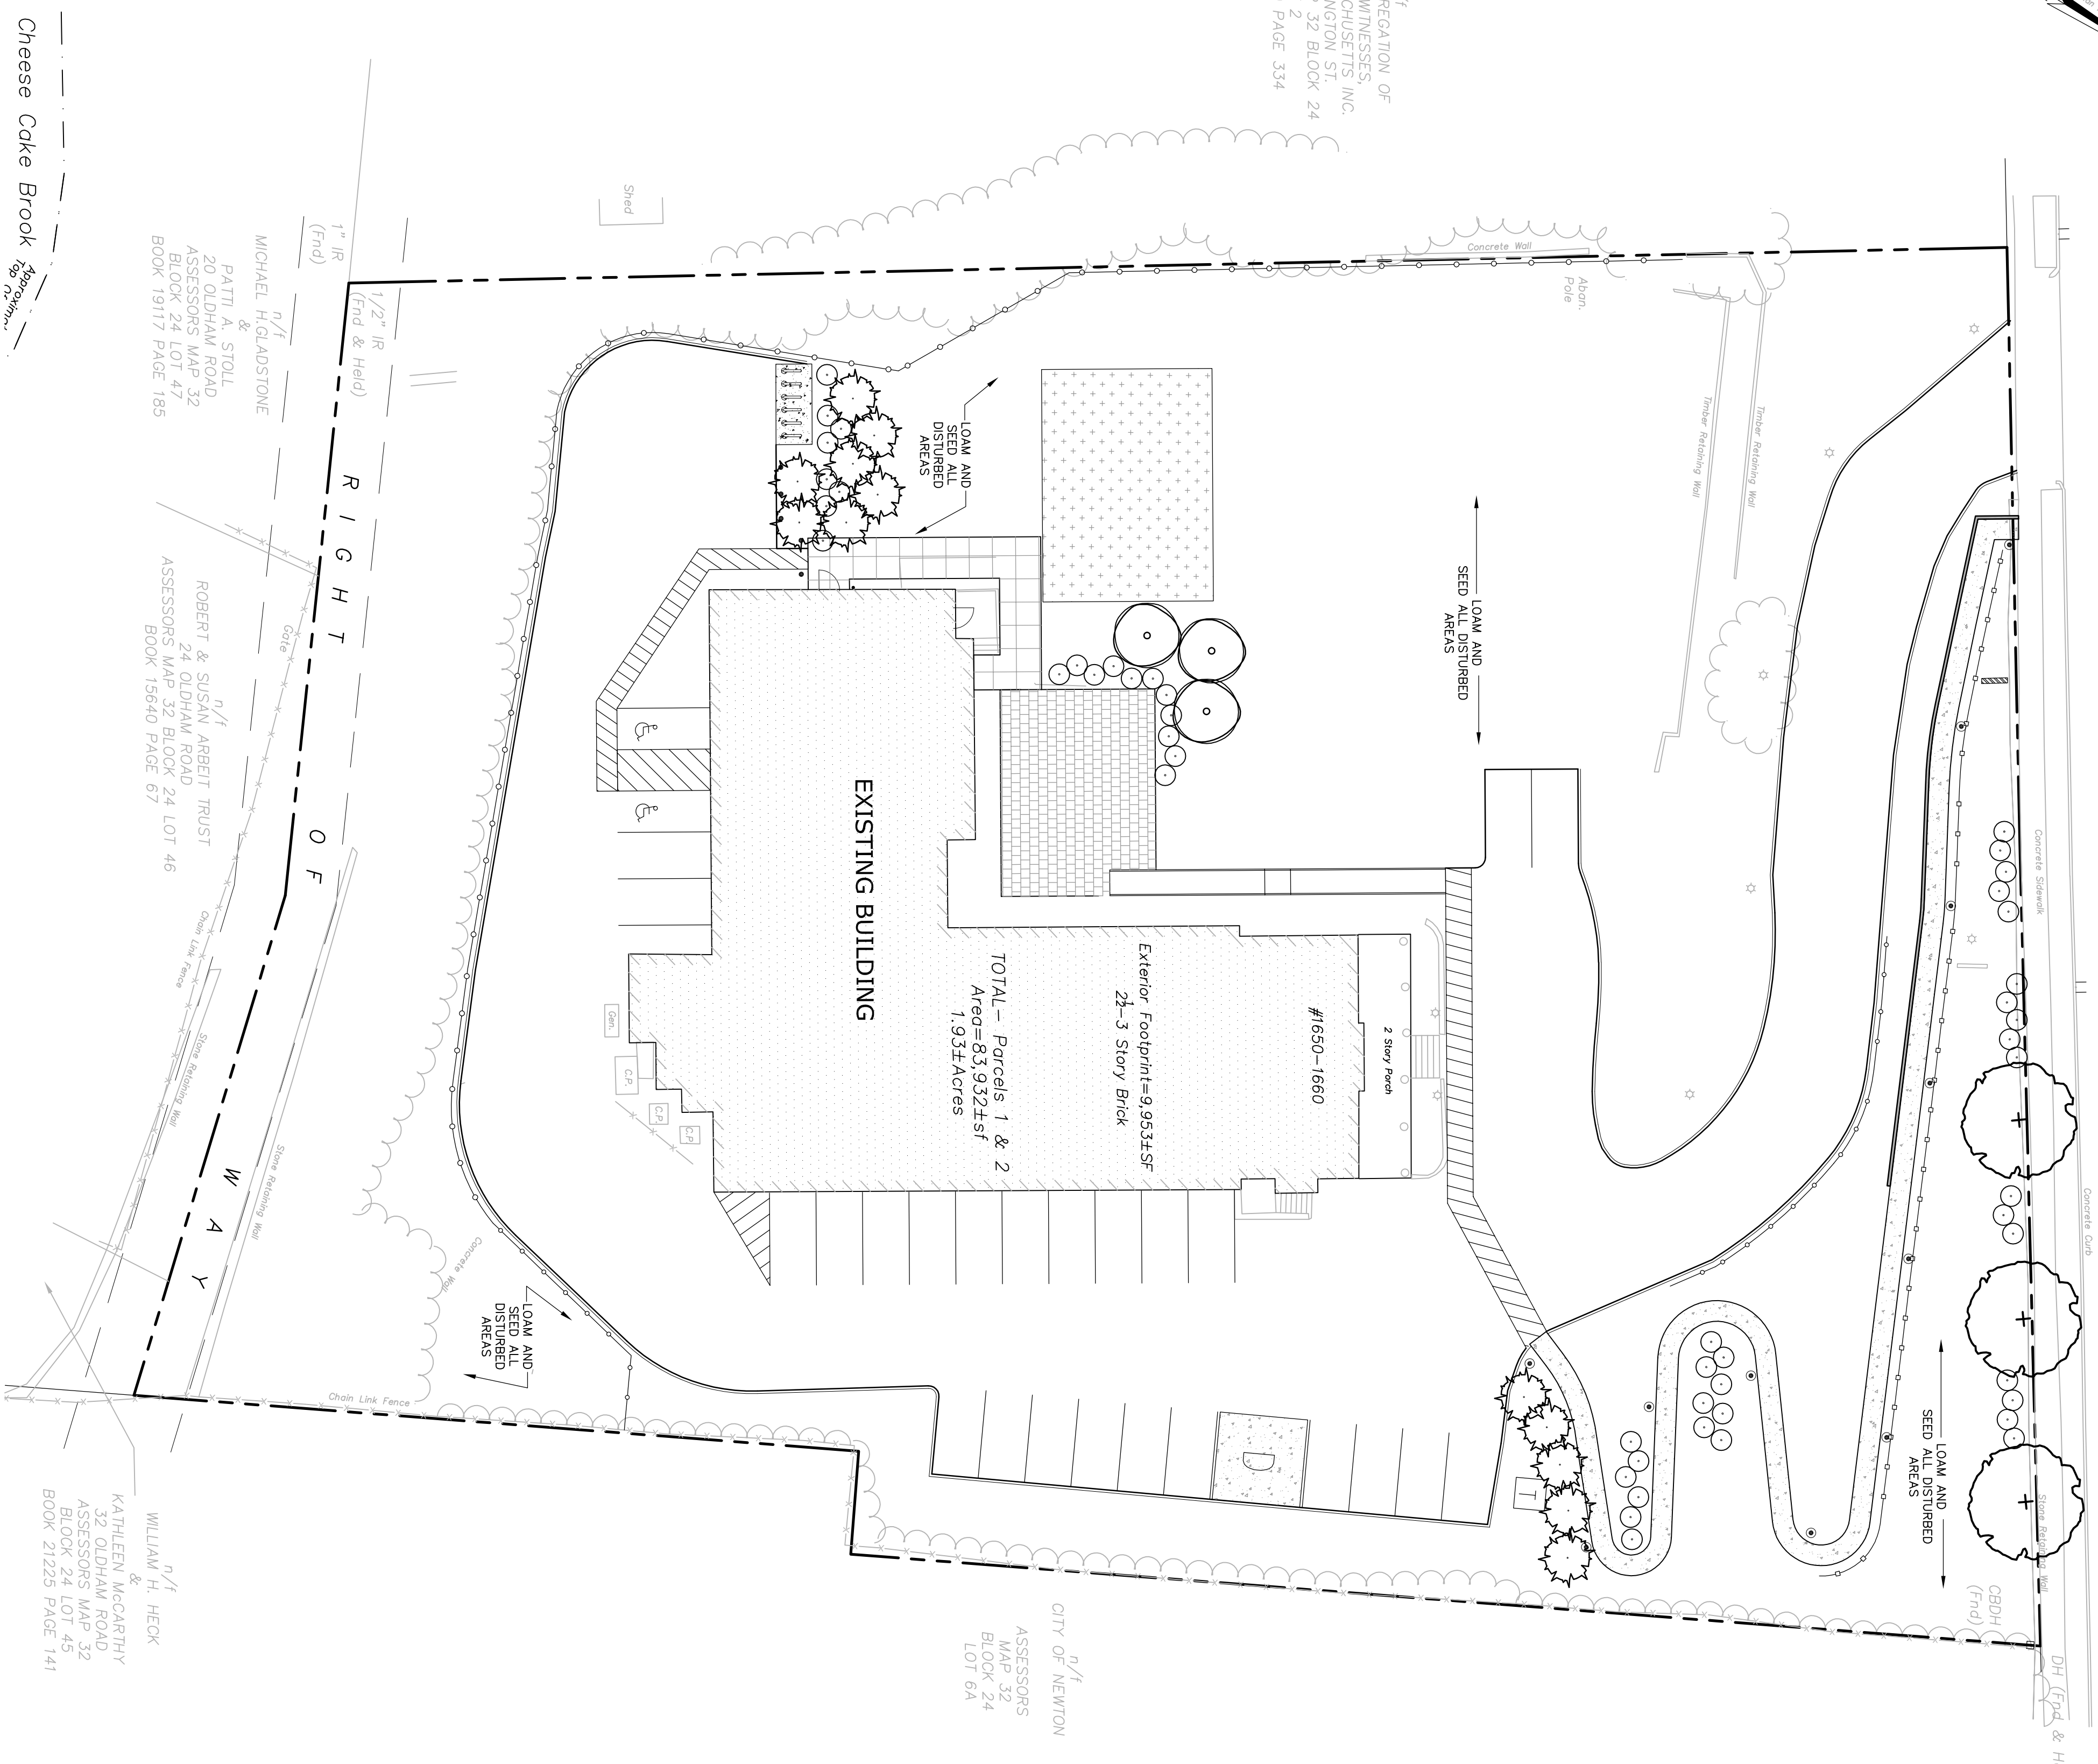 Cheese Cake Brook
REGATION OF
WITNESSES,
CHUSETTS INC.
NGTON ST.
32 BLOCK 24
2
PAGE 334
Shed
1" IR
(Fnd)
1/2" IR
(Fnd & Held)
n/f
MICHAEL H.GLADSTONE
&
PATTI A. STOLL
20 OLDHAM ROAD
ASSESSORS MAP 32
BLOCK 24 LOT 47
BOOK 19117 PAGE 185
n/f
ROBERT & SUSAN ARBEIT TRUST
24 OLDHAM ROAD
ASSESSORS MAP 32 BLOCK 24 LOT 46
BOOK 15640 PAGE 67
n/f
WILLIAM H. HECK
&
KATHLEEN McCARTHY
32 OLDHAM ROAD
ASSESSORS MAP 32
BLOCK 24 LOT 45
BOOK 21225 PAGE 141
n/f
CITY OF NEWTON
ASSESSORS
MAP 32
BLOCK 24
LOT 6A
RIGHT OF WAY
Gate
Chain Link Fence
Stone Retaining Wall
Stone Retaining Wall
Concrete Wall
Chain Link Fence
Concrete Wall
Aban.
Pole
Timber Retaining Wall
Timber Retaining Wall
LOAM AND
SEED ALL
DISTURBED
AREAS
LOAM AND
SEED ALL DISTURBED
AREAS
LOAM AND
SEED ALL
DISTURBED
AREAS
LOAM AND
SEED ALL DISTURBED
AREAS
EXISTING BUILDING
TOTAL- Parcels 1 & 2
Area=83,932±sf
1.93±Acres
Exterior Footprint=9,953±SF
-3 Story Brick
#1650-1660
2 Story Porch
Gen.
C.P.
C.P.
C.P.
D
T
Concrete Sidewalk
Concrete Curb
Stone Retaining Wall
CBDH
(Fnd)
DH (Fnd &